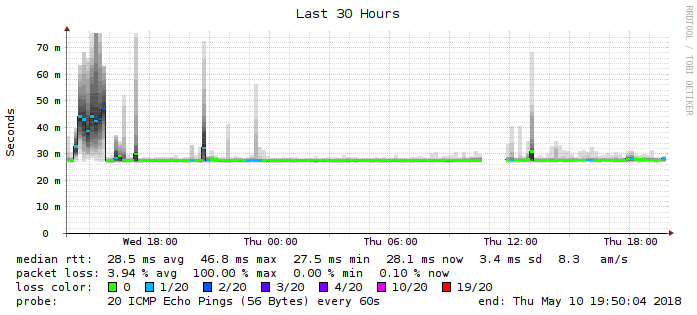 Last 30 Hours
RRDTOOL / TOBI OETIKER
Seconds
70 m
60 m
50 m
40 m
30 m
20 m
10 m
0
Wed 18:00 Thu 00:00 Thu 06:00 Thu 12:00 Thu 18:00
median rtt: 28.5 ms avg 46.8 ms max 27.5 ms min 28.1 ms now 3.4 ms sd 8.3 am/s
packet loss: 3.94 % avg 100.00 % max 0.00 % min 0.10 % now
loss color: 0 1/20 2/20 3/20 4/20 10/20 19/20
probe: 20 ICMP Echo Pings (56 Bytes) every 60s end: Thu May 10 19:50:04 2018